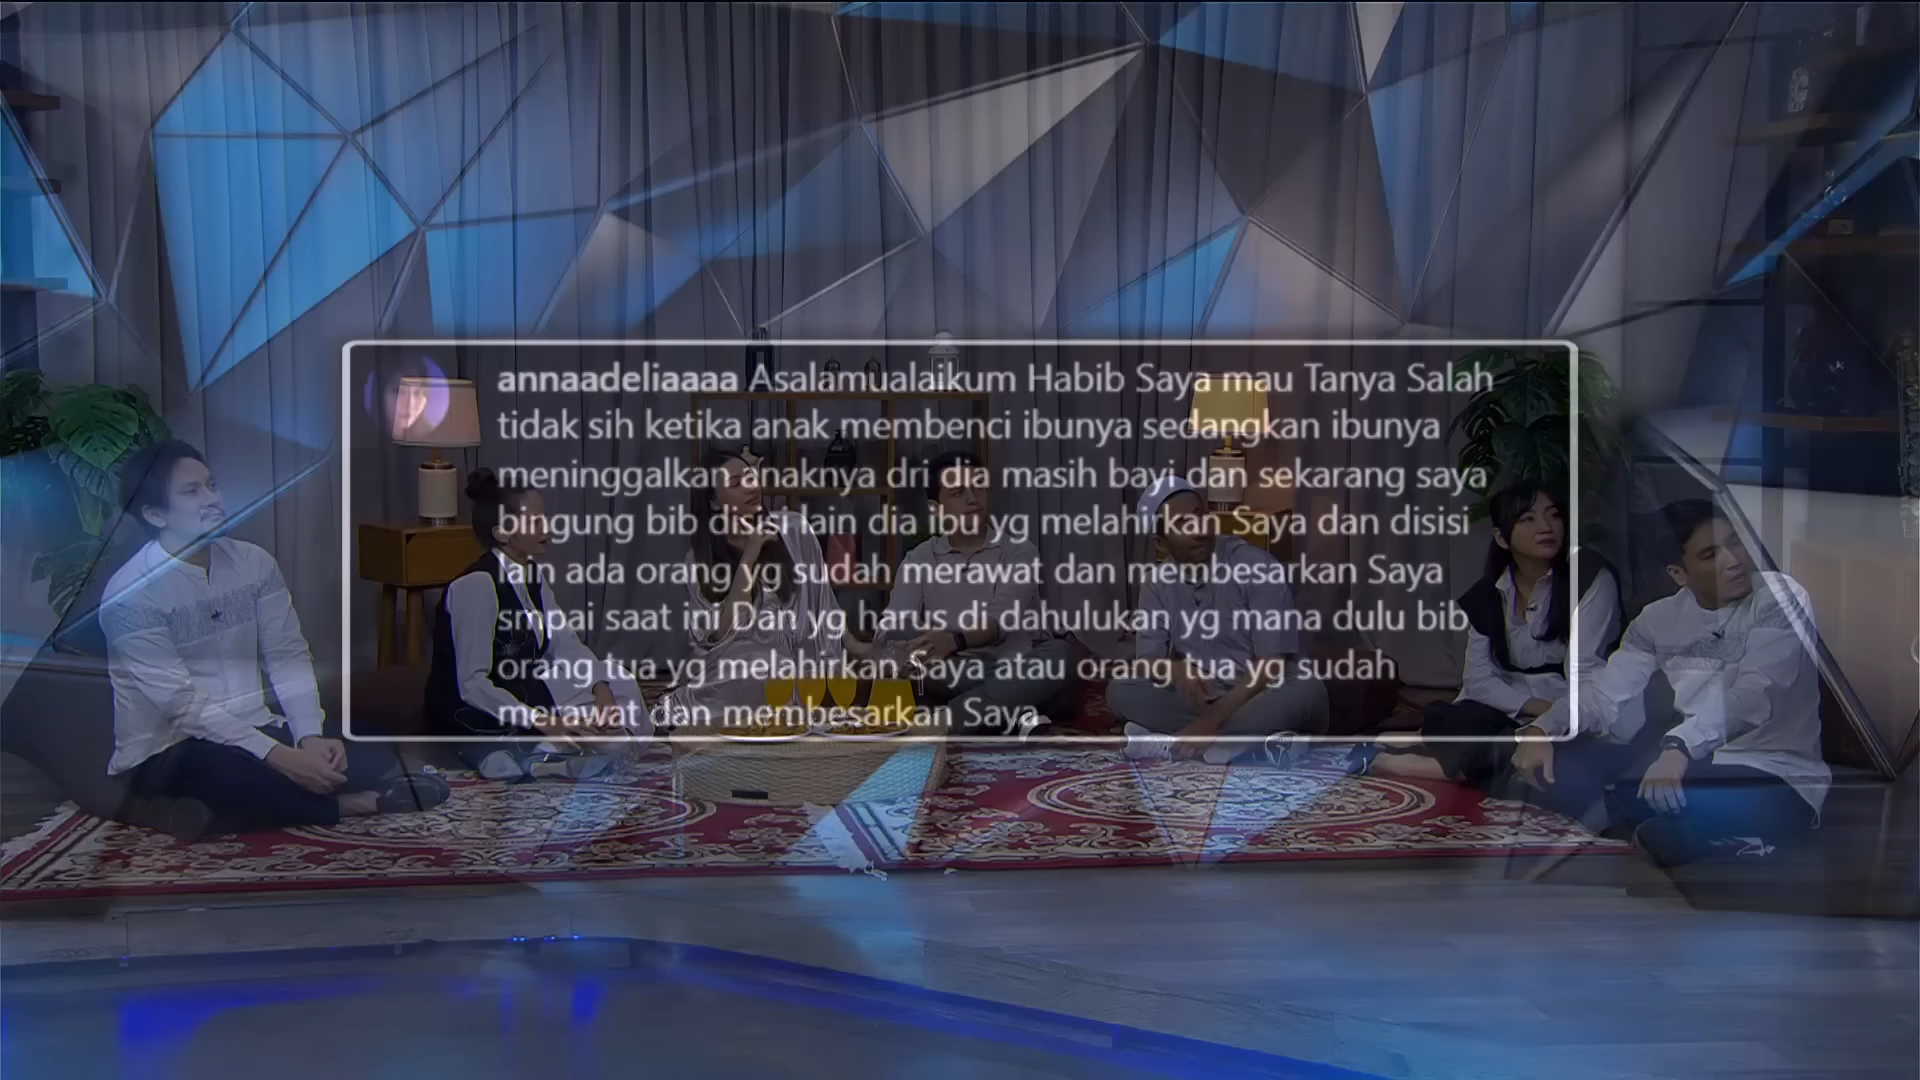 annaadeliaaaa Asalamualaikum Habib Saya mau Tanya Salah
tidak sih ketika anak membenci ibunya sedangkan ibunya
meninggalkan anaknya dri dia masih bayi dan sekarang saya
bingung bib disisi lain dia ibu yg melahirkan Saya dan disisi
lain ada orang yg sudah merawat dan membesarkan Saya
smpai saat ini Dan yg harus di dahulukan yg mana dulu bib
orang tua yg melahirkan Saya atau orang tua yg sudah
merawat dan membesarkan Saya